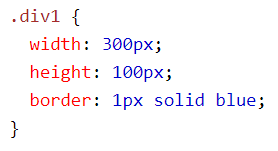 .div1 {
  width: 300px;
  height: 100px;
  border: 1px solid blue;
}